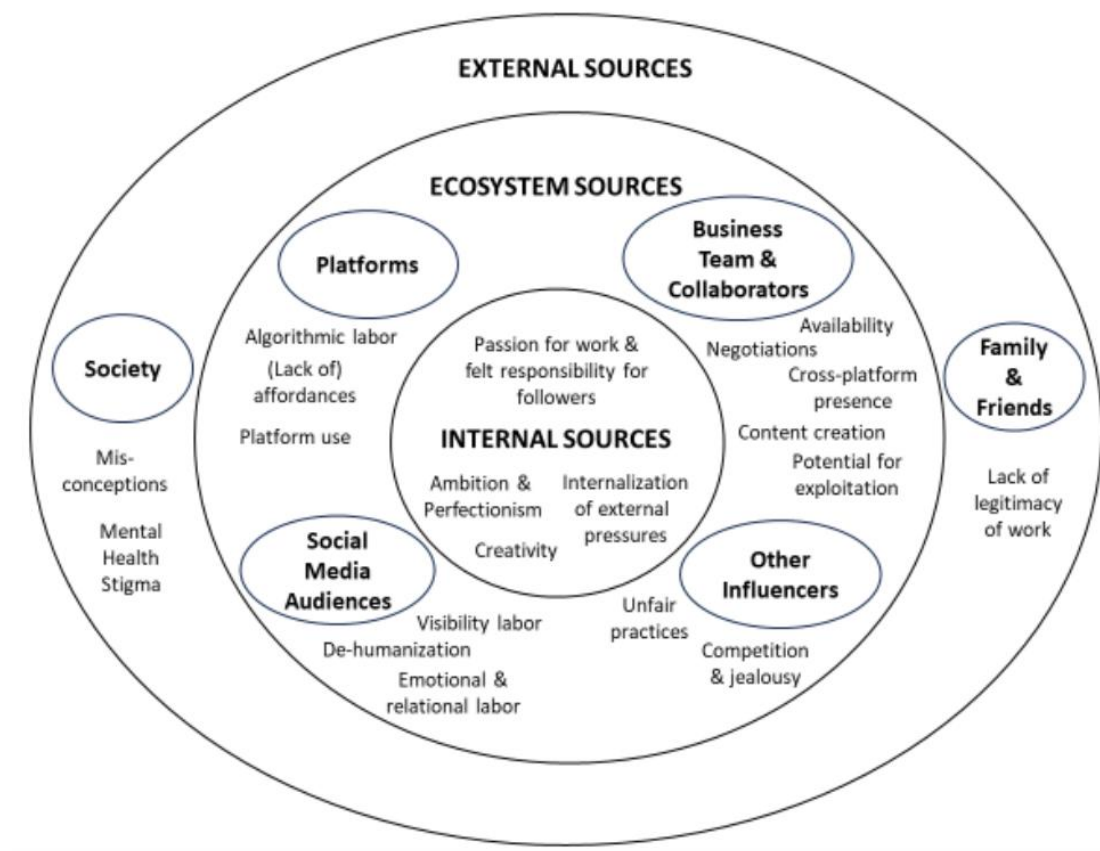 EXTERNAL SOURCES
ECOSYSTEM SOURCES
Platforms
Algorithmic labor
(Lack of)
affordances
Platform use
Business
Team &
Collaborators
Availability
Negotiations
Cross-platform
presence
Content creation
Potential for
exploitation
Society
Mis-
conceptions
Mental
Health
Stigma
Family
&
Friends
Lack of
legitimacy
of work
Passion for work &
felt responsibility for
followers
INTERNAL SOURCES
Ambition &
Perfectionism
Internalization
of external
pressures
Creativity
Social
Media
Audiences
Visibility labor
De-humanization
Emotional &
relational labor
Other
Influencers
Unfair
practices
Competition
& jealousy